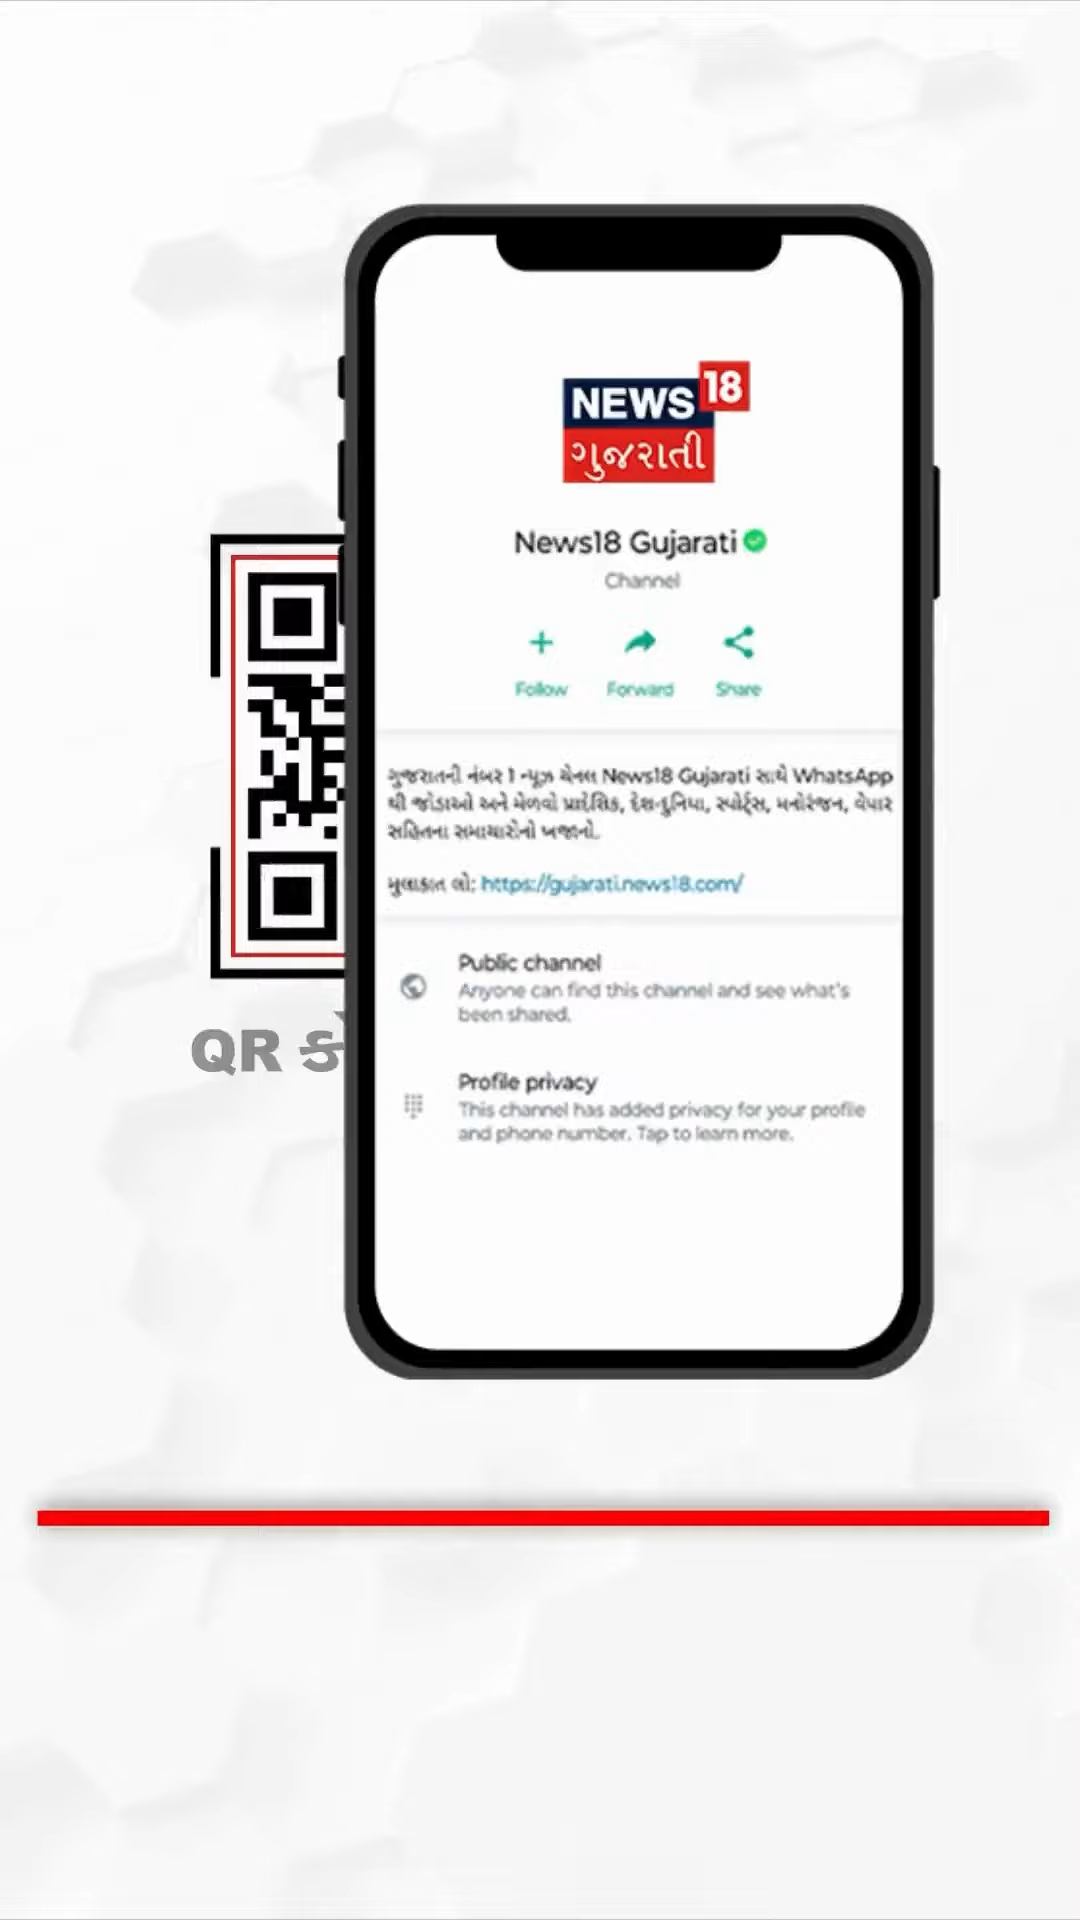 NEWS 18
ગુજરાતી
News18 Gujarati
Channel
Follow Forward Share
ગુજરાતની નંબર 1 ન્યૂઝ ચેનલ News18 Gujarati સાથે WhatsApp
થી જોડાઓ અને મેળવો પ્રાદેશિક, દેશ-દુનિયા, સ્પોર્ટ્સ, મનોરંજન, વેપાર
સહિતના સમાચારોનો ખજાનો.
મુલાકાત લો: https://gujarati.news18.com/
Public channel
Anyone can find this channel and see what's
been shared.
QR
Profile privacy
This channel has added privacy for your profile
and phone number. Tap to learn more.